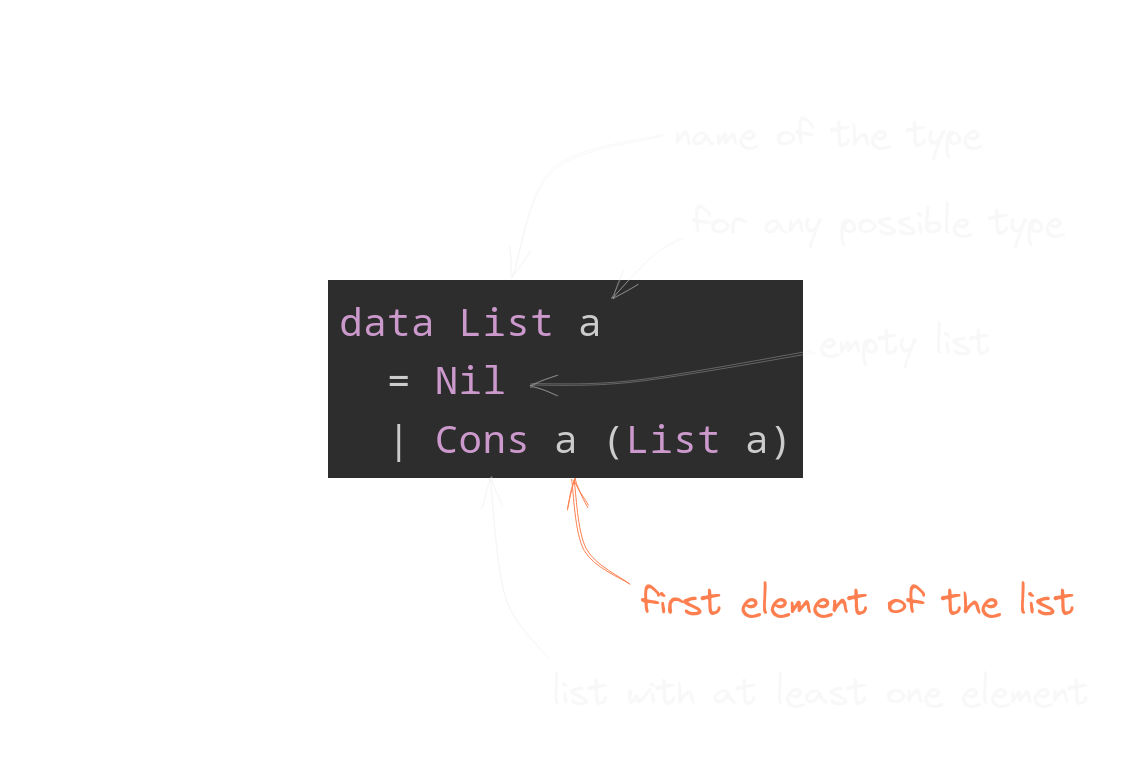 name of the type
for any possible type
data List a
= Nil
empty list
| Cons a (List a)
first element of the list
list with at least one element